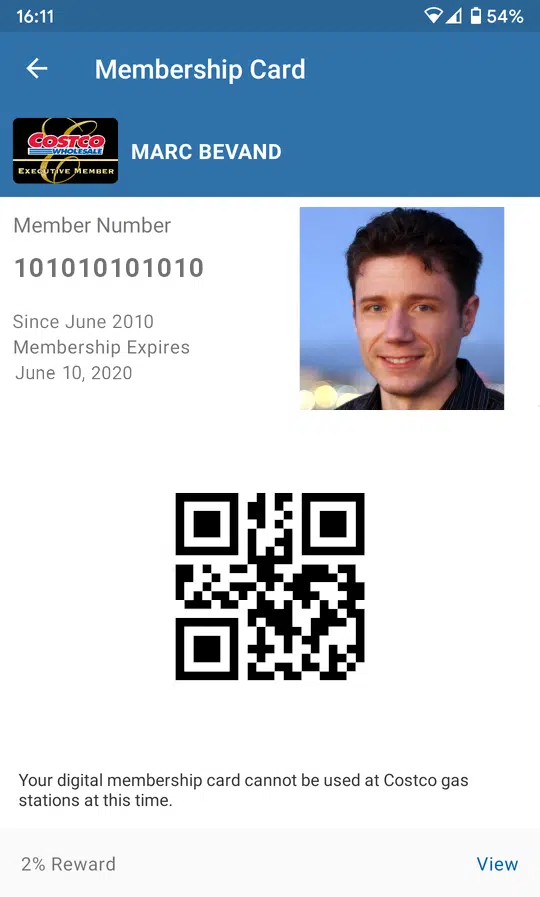 16:11
54%
Membership Card
COSTCO
WHOLESALE
EXECUTIVE MEMBER
MARC BEVAND
Member Number
101010101010
Since June 2010
Membership Expires
June 10, 2020
Your digital membership card cannot be used at Costco gas
stations at this time.
2% Reward
View